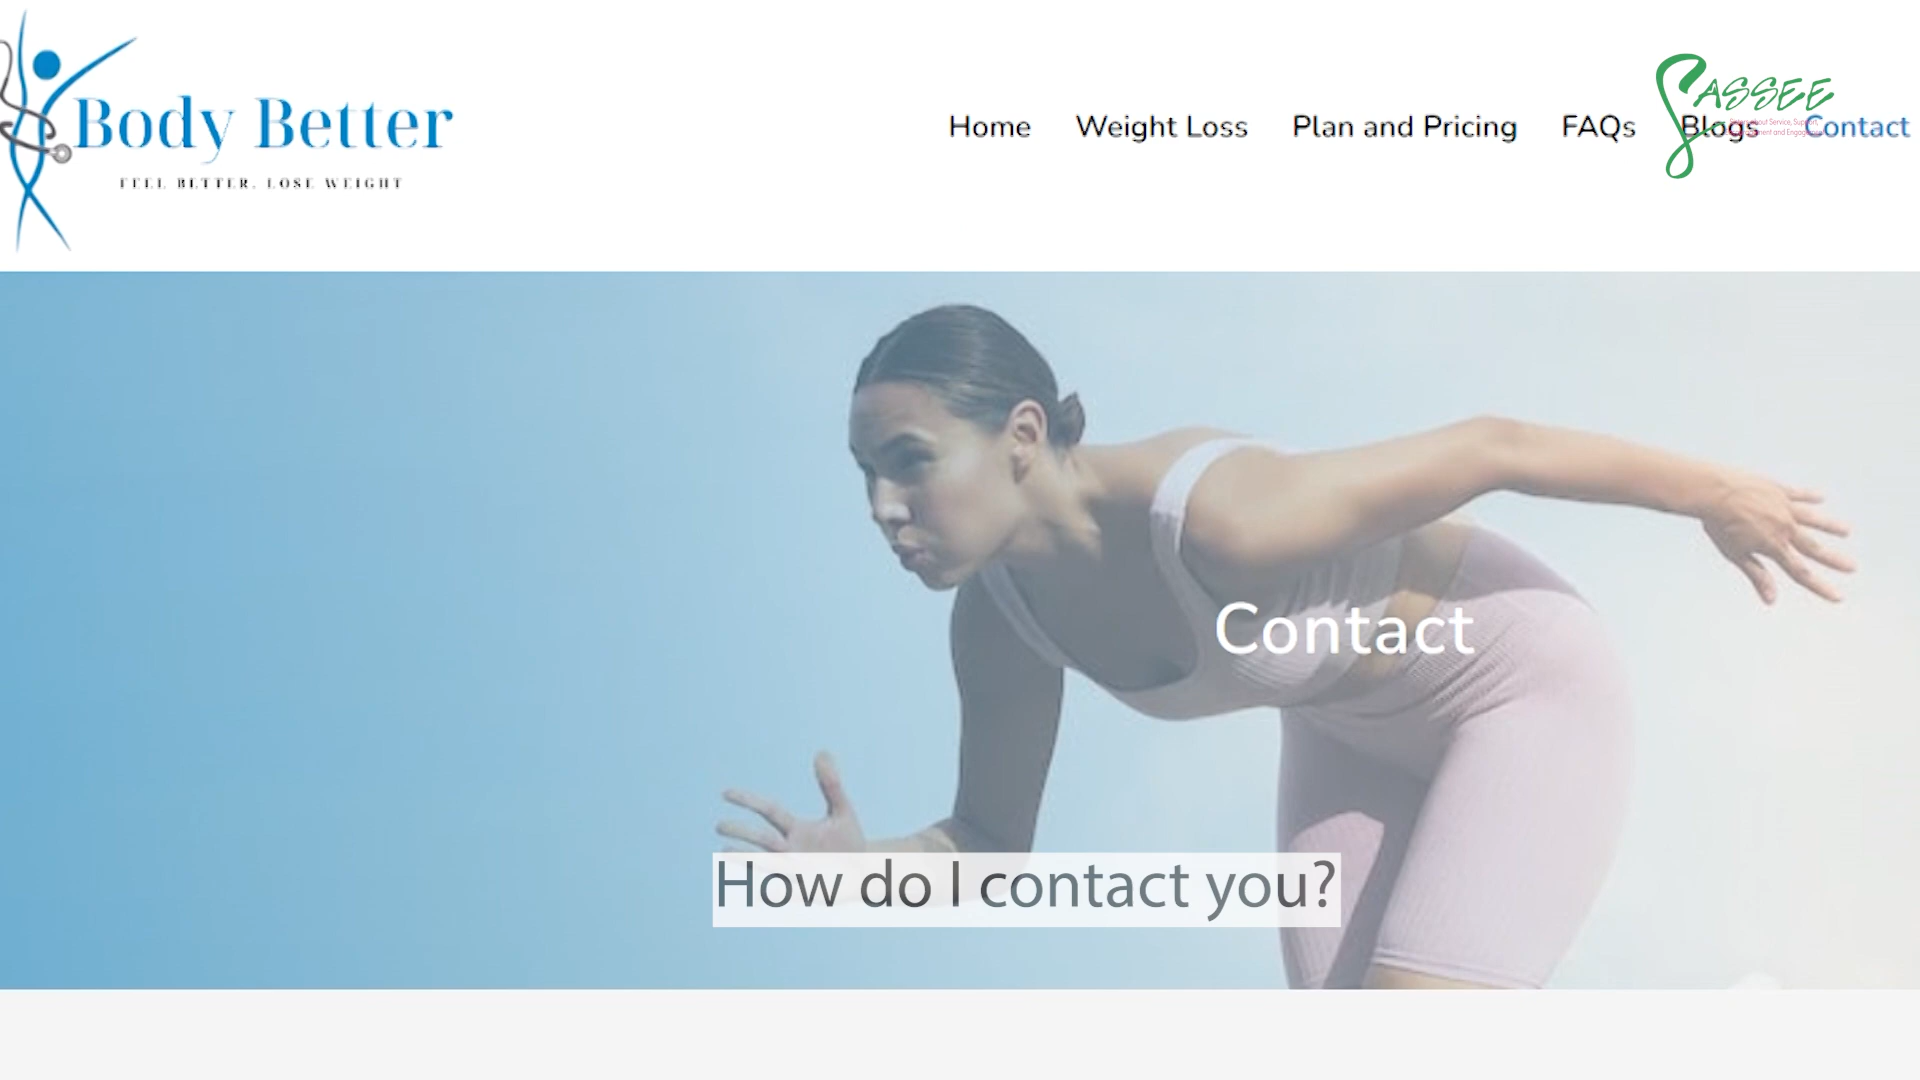 Body Better
FEEL BETTER. LOSE WEIGHT
Home Weight Loss Plan and Pricing FAQs Blogs Contact
SASSEE
Contact
How do I contact you?